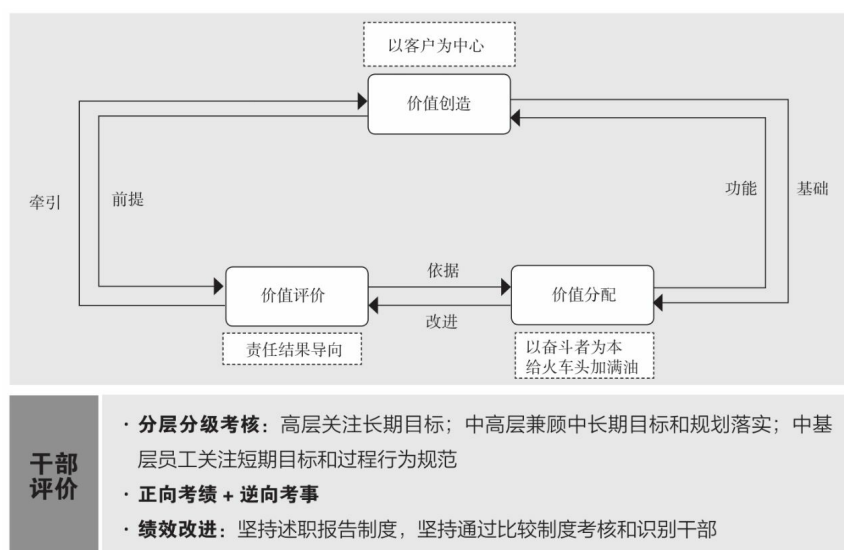 以客户为中心
价值创造
牵引
前提
功能
基础
价值评价
依据
改进
价值分配
责任结果导向
以奋斗者为本
给火车头加满油
干部
评价
· 分层分级考核：高层关注长期目标；中高层兼顾中长期目标和规划落实；中基
层员工关注短期目标和过程行为规范
· 正向考绩 + 逆向考事
· 绩效改进：坚持述职报告制度，坚持通过比较制度考核和识别干部